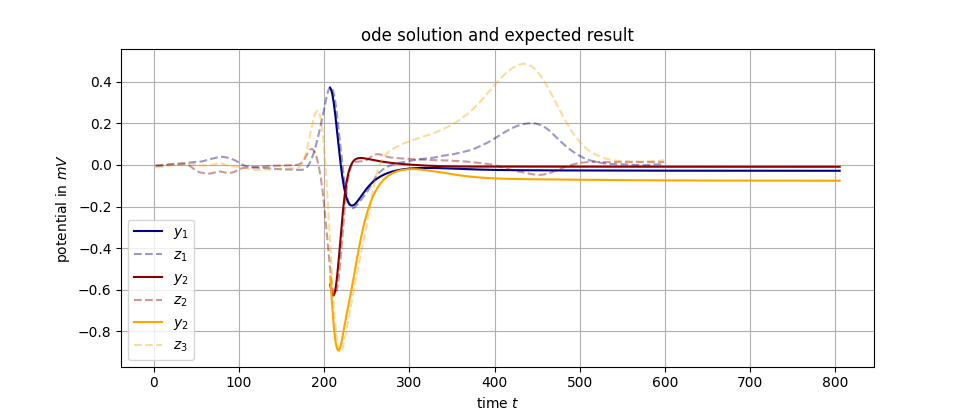 ode solution and expected result
potential in mV
0.4
0.2
0.0
−0.2
−0.4
−0.6
−0.8
y₁
z₁
y₂
z₂
y₂
z₃
0 100 200 300 400 500 600 700 800
time t